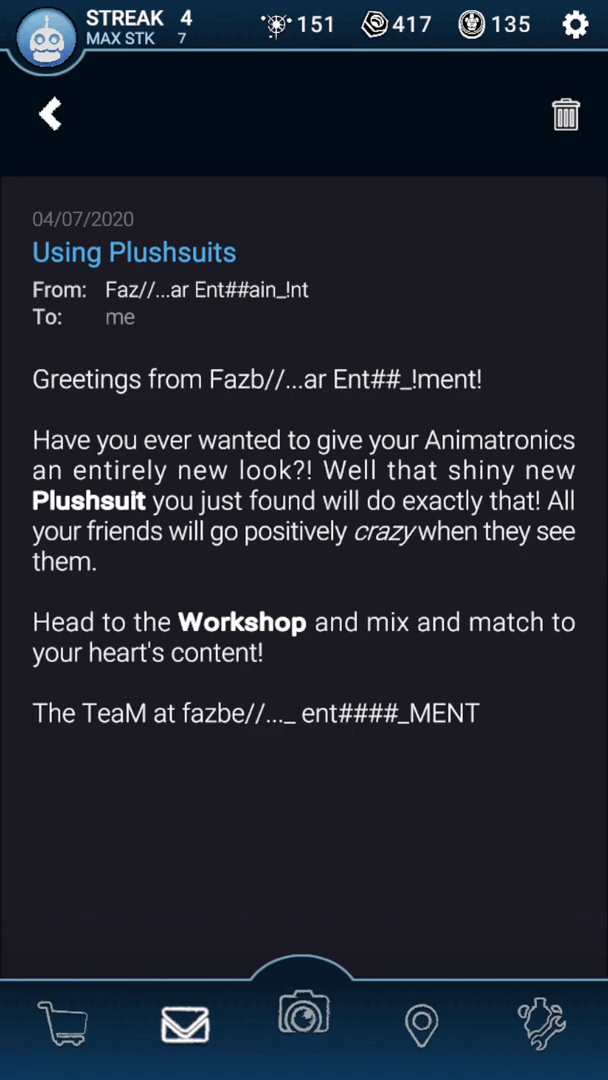 STREAK 4 151 417 135
MAX STK 7
04/07/2020
Using Plushsuits
From: Faz//...ar Ent##ain_!nt
To: me
Greetings from Fazb//...ar Ent##_!ment!
Have you ever wanted to give your Animatronics
an entirely new look?! Well that shiny new
Plushsuit you just found will do exactly that! All
your friends will go positively crazy when they see
them.
Head to the Workshop and mix and match to
your heart's content!
The TeaM at fazbe//..._ ent####_MENT